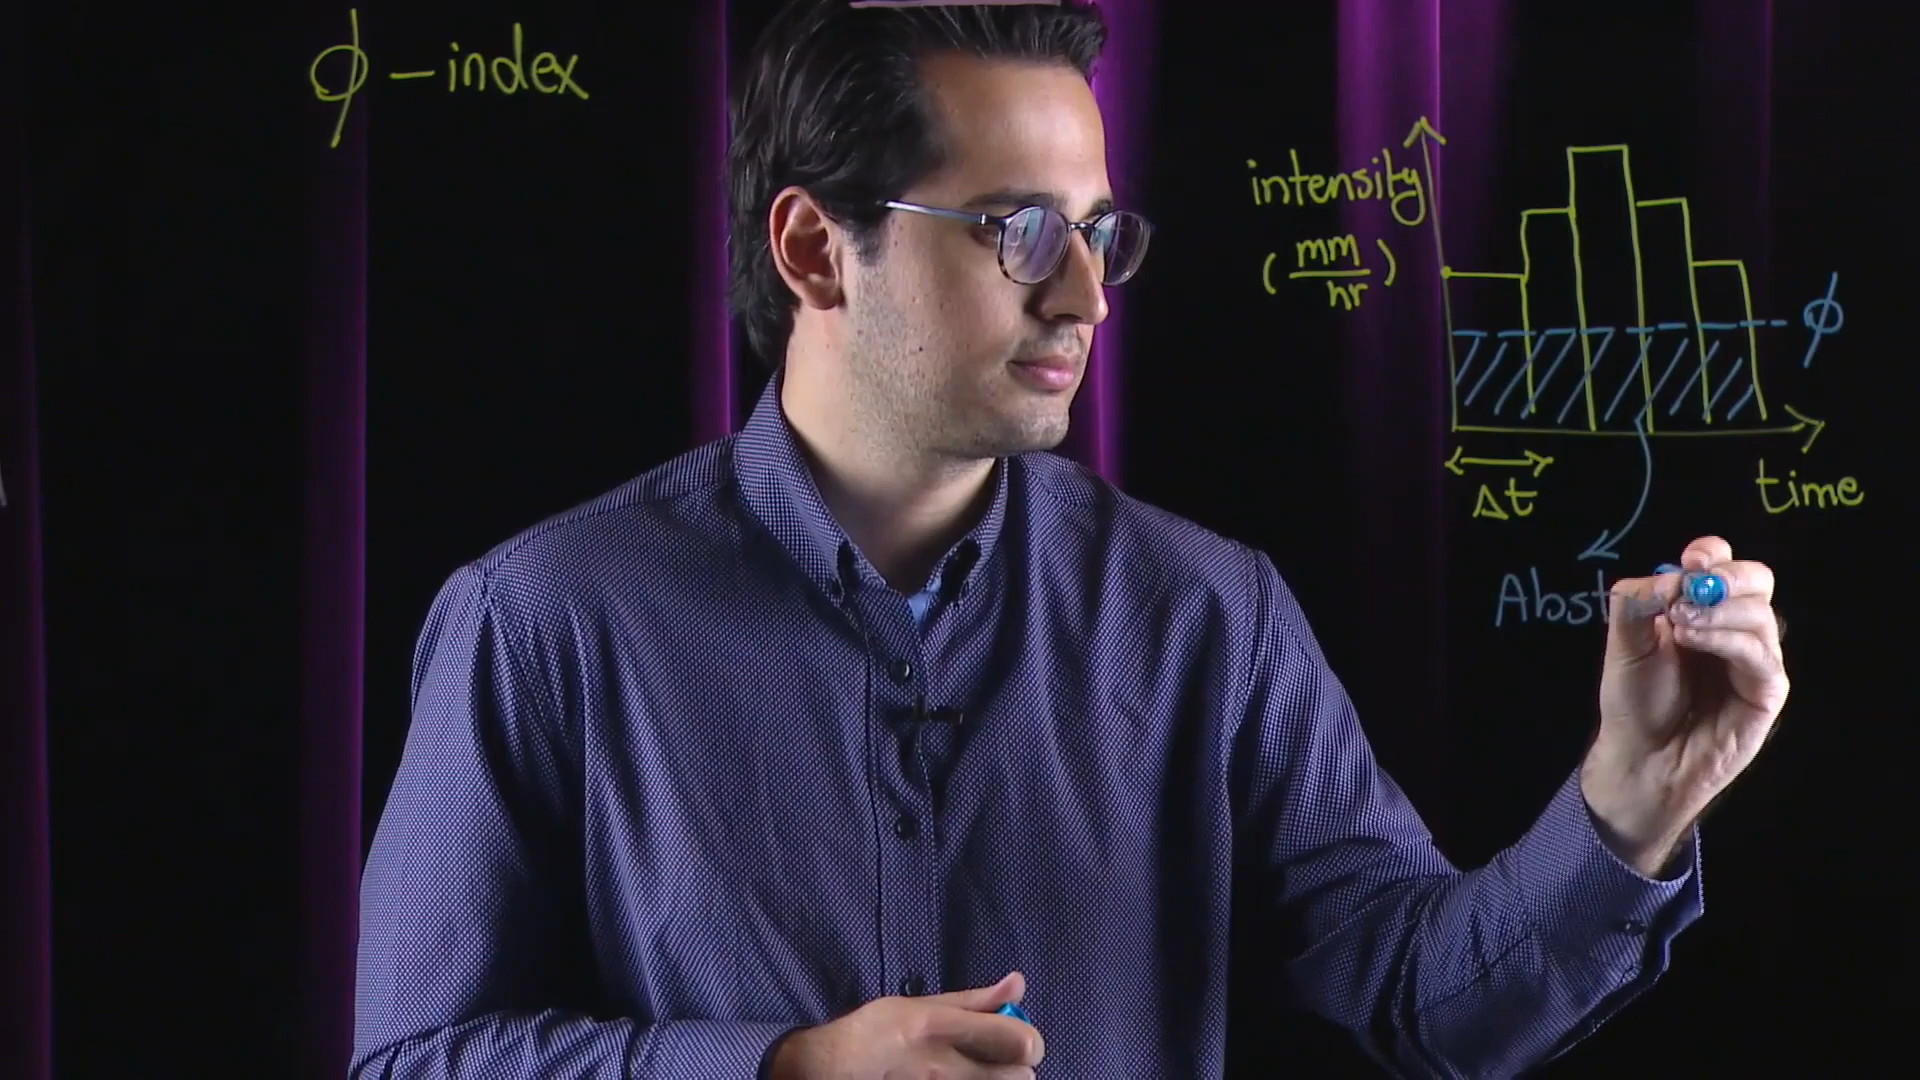 ϕ – index
intensity
(mm/hr)
ϕ
Δt
time
Abst